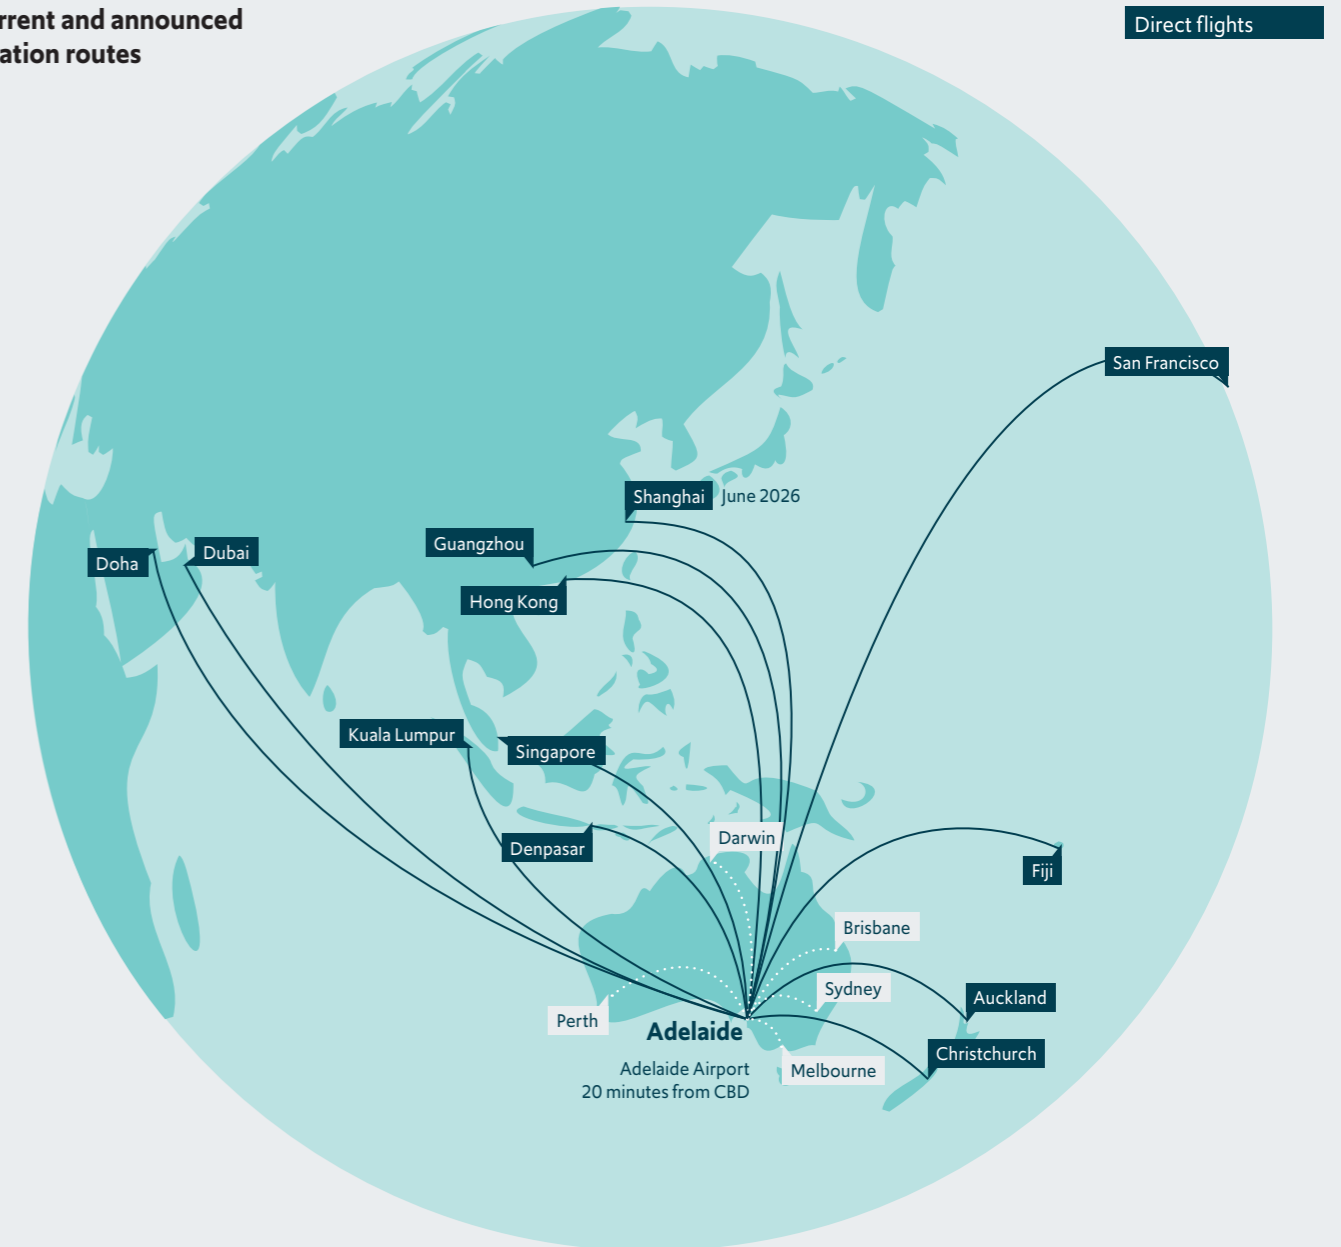 rrent and announced
ation routes
Direct flights
San Francisco
Shanghai June 2026
Guangzhou
Dubai
Doha
Hong Kong
Kuala Lumpur
Singapore
Darwin
Denpasar
Fiji
Brisbane
Sydney
Auckland
Perth
Adelaide
Christchurch
Adelaide Airport
20 minutes from CBD
Melbourne